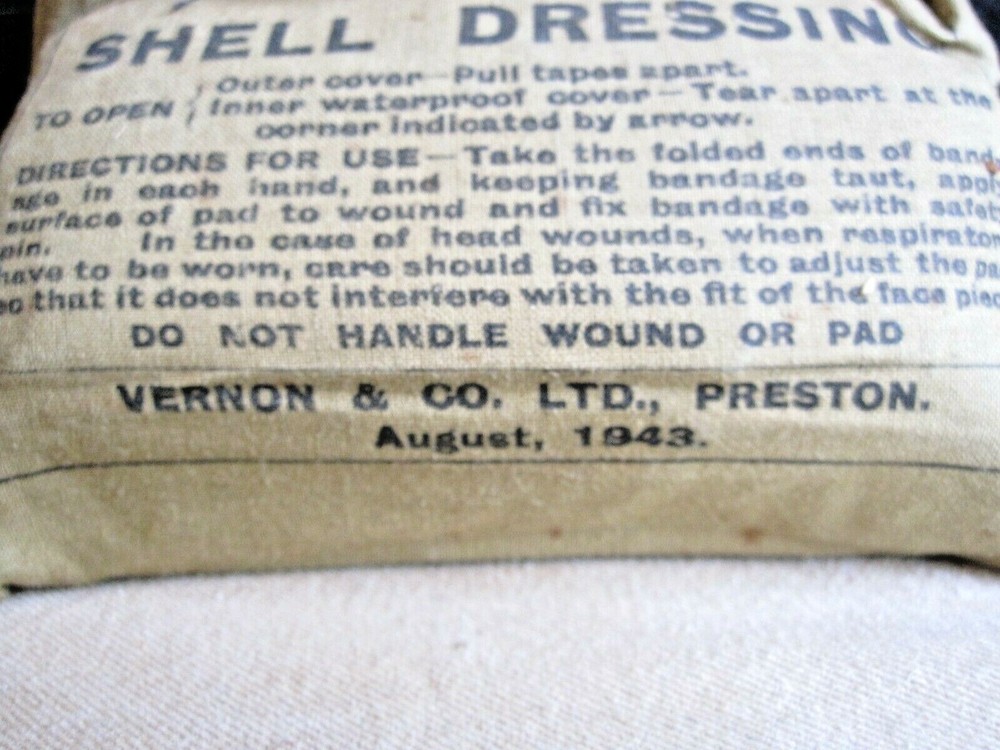 SHELL DRESSING
Outer cover—Pull tapes apart.
TO OPEN Inner waterproof cover—Tear apart at the
corner indicated by arrow.
DIRECTIONS FOR USE—Take the folded ends of band-
age in each hand, and keeping bandage taut, appl
surface of pad to wound and fix bandage with safet
pin. In the case of head wounds, when respirator
have to be worn, care should be taken to adjust the pa
so that it does not interfere with the fit of the face piec
DO NOT HANDLE WOUND OR PAD
VERNON & CO. LTD., PRESTON.
August, 1943.